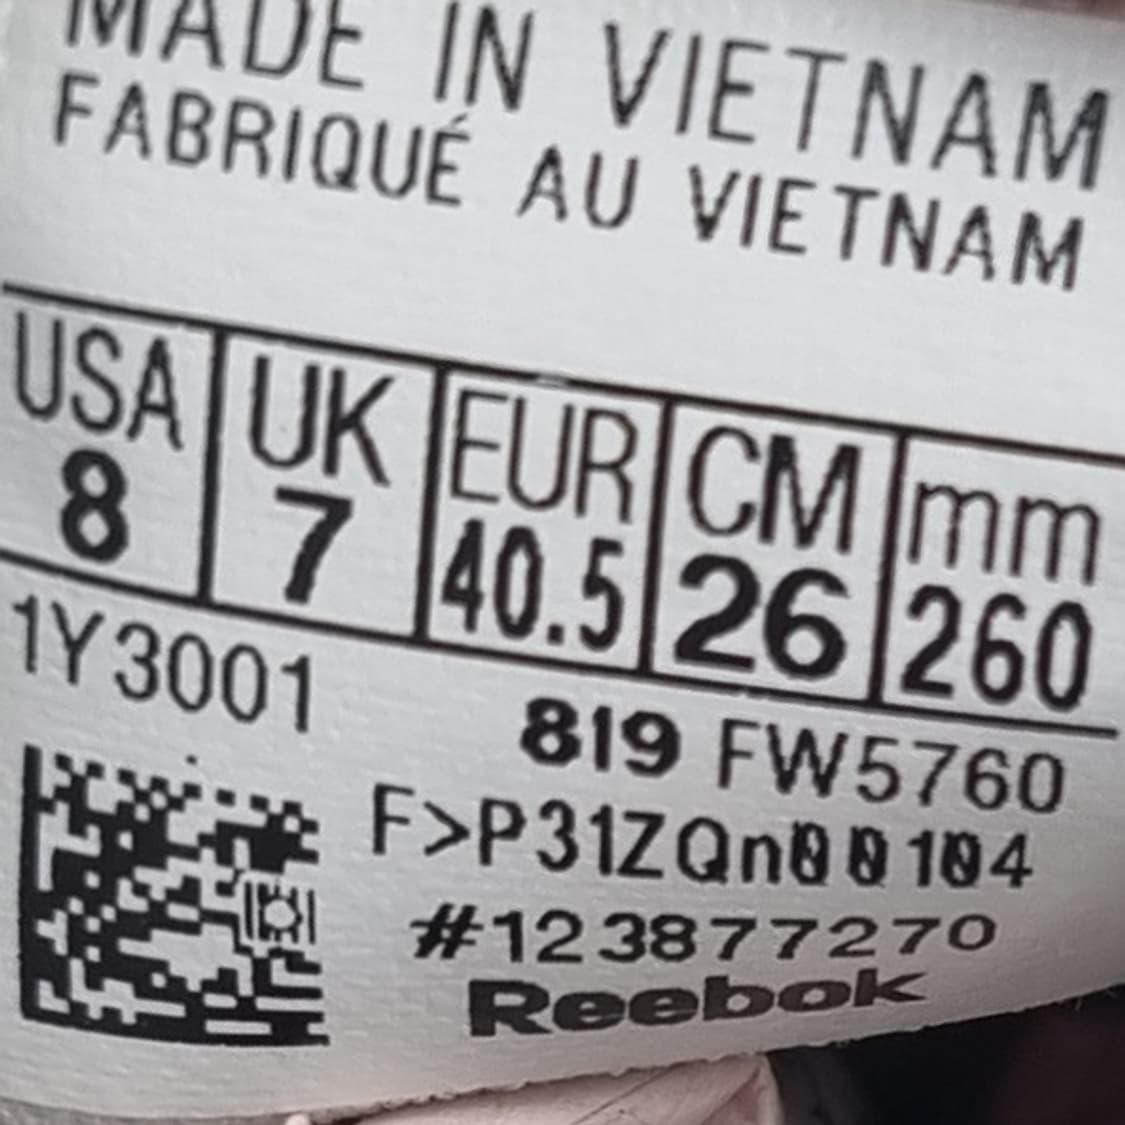 MADE IN VIETNAM
FABRIQUÉ AU VIETNAM
USA UK EUR CM mm
8 7 40.5 26 260
1Y3001
819 FW5760
F>P31ZQn00104
#123877270
Reebok